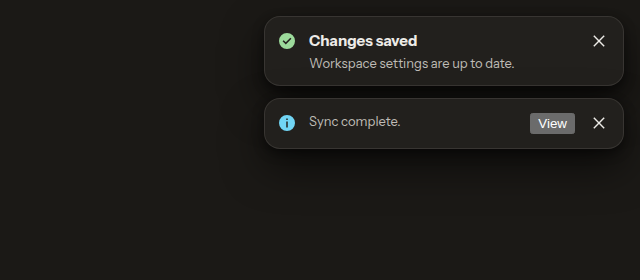 Changes saved
Workspace settings are up to date.
Sync complete.
View